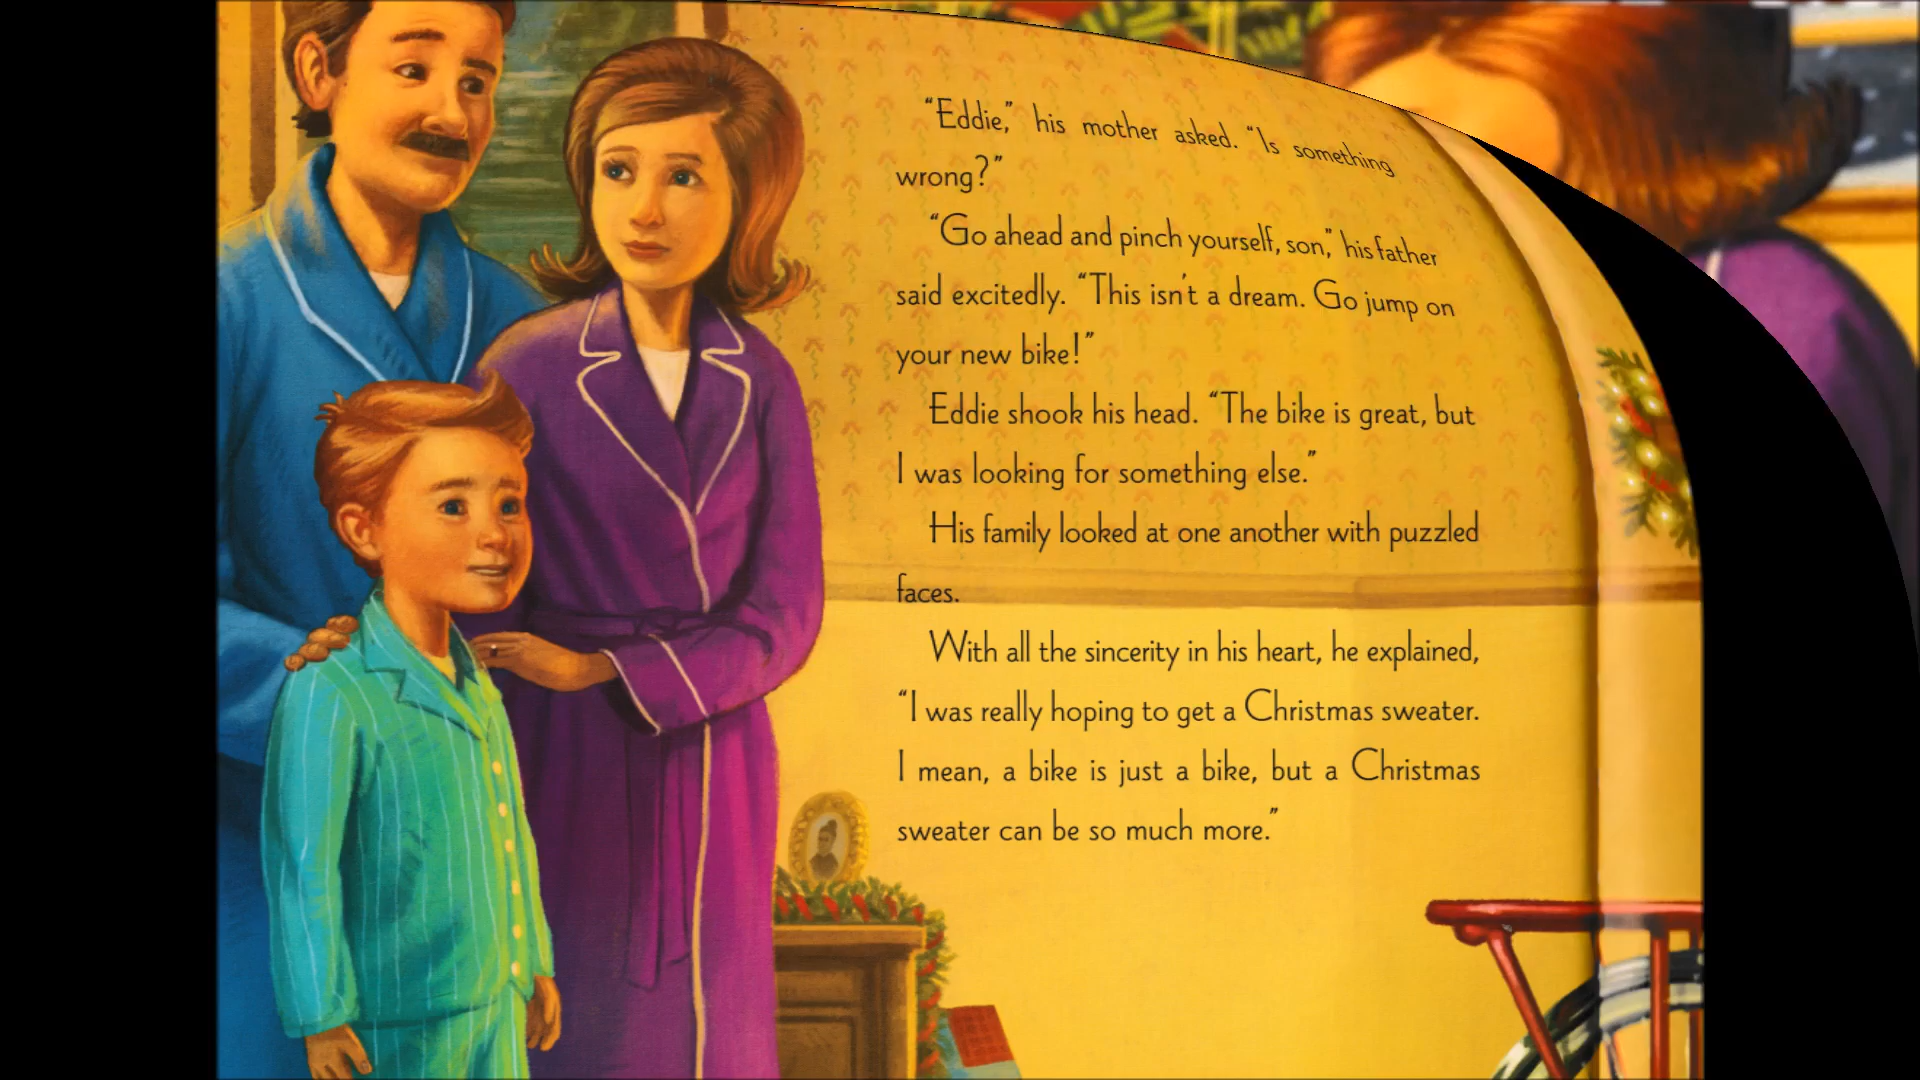 “Eddie,” his mother asked. “Is something
wrong?”
“Go ahead and pinch yourself, son,” his father
said excitedly. “This isn’t a dream. Go jump on
your new bike!”
Eddie shook his head. “The bike is great, but
I was looking for something else.”
His family looked at one another with puzzled
faces.
With all the sincerity in his heart, he explained,
“I was really hoping to get a Christmas sweater.
I mean, a bike is just a bike, but a Christmas
sweater can be so much more.”